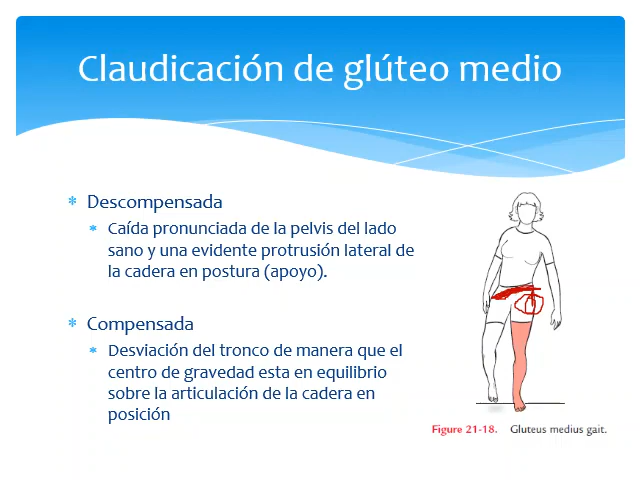 Claudicación de glúteo medio
Descompensada
Caída pronunciada de la pelvis del lado
sano y una evidente protrusión lateral de
la cadera en postura (apoyo).
Compensada
Desviación del tronco de manera que el
centro de gravedad esta en equilibrio
sobre la articulación de la cadera en
posición
Figure 21-18. Gluteus medius gait.